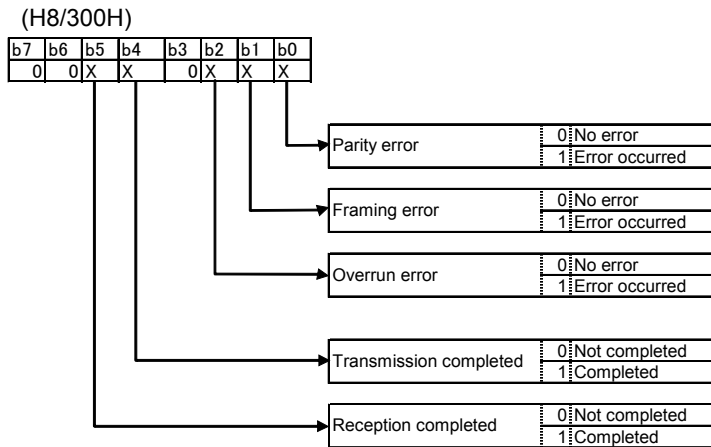 (H8/300H)
b7 b6 b5 b4 b3 b2 b1 b0
0 0 X X 0 X X X
Parity error 0 No error
1 Error occurred
Framing error 0 No error
1 Error occurred
Overrun error 0 No error
1 Error occurred
Transmission completed 0 Not completed
1 Completed
Reception completed 0 Not completed
1 Completed